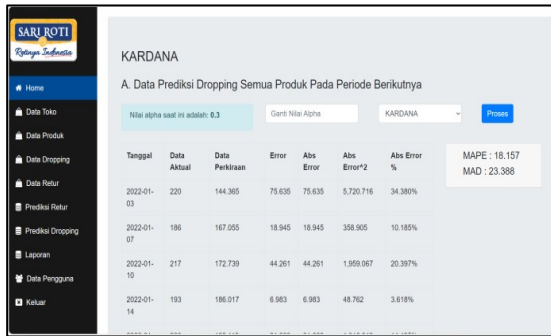 SARI ROTI
Rotinya Indonesia
Home
Data Toko
Data Produk
Data Dropping
Data Retur
Prediksi Retur
Prediksi Dropping
Laporan
Data Pengguna
Keluar
KARDANA
A. Data Prediksi Dropping Semua Produk Pada Periode Berikutnya
Nilai alpha saat ini adalah: 0.3 Ganti Nilai Alpha KARDANA Proses
Tanggal Data Aktual Data Perkiraan Error Abs Error Abs Error^2 Abs Error %
2022-01-03 220 144.365 75.635 75.635 5,720.716 34.380%
2022-01-07 186 167.055 18.945 18.945 358.905 10.185%
2022-01-10 217 172.739 44.261 44.261 1,959.067 20.397%
2022-01-14 193 186.017 6.983 6.983 48.762 3.618%
MAPE : 18.157
MAD : 23.388